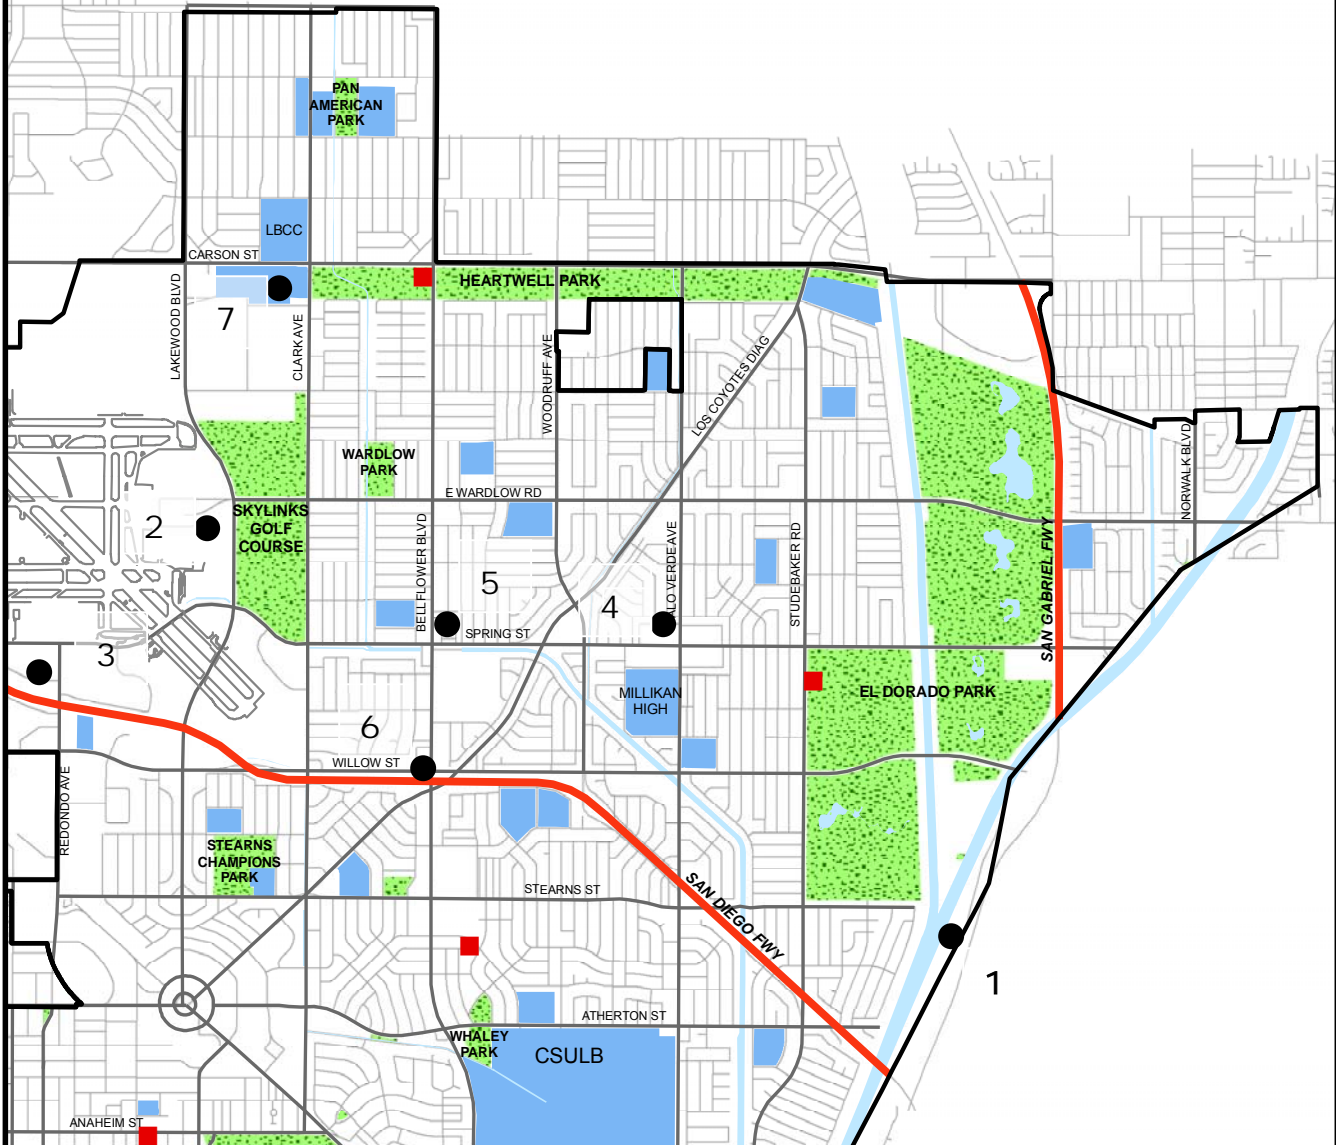 PAN
AMERICAN
PARK
LBCC
CARSON ST
HEARTWELL PARK
LAKEWOOD BLVD
7
CLARK AVE
WOODRUFF AVE
LOS COYOTES DIAG
WARDLOW
PARK
NORWALK BLVD
E WARDLOW RD
SKYLINKS
GOLF
COURSE
2
BELLFLOWER BLVD
5
4
ALO VERDE AVE
STUDEBAKER RD
SAN GABRIEL FWY
SPRING ST
3
MILLIKAN
HIGH
EL DORADO PARK
6
WILLOW ST
REDONDO AVE
STEARNS
CHAMPIONS
PARK
STEARNS ST
SAN DIEGO FWY
1
ATHERTON ST
WHALEY
PARK
CSULB
ANAHEIM ST